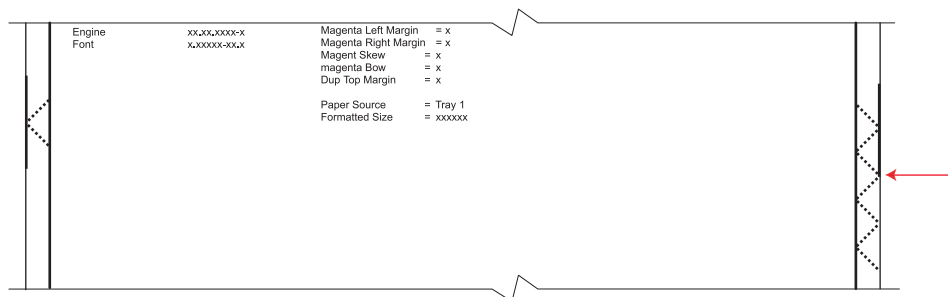 Engine xx.xx.xxxx-x Magenta Left Margin = x
Font x.xxxxx-xx.x Magenta Right Margin = x
Magent Skew = x
magenta Bow = x
Dup Top Margin = x
Paper Source = Tray 1
Formatted Size = xxxxxx